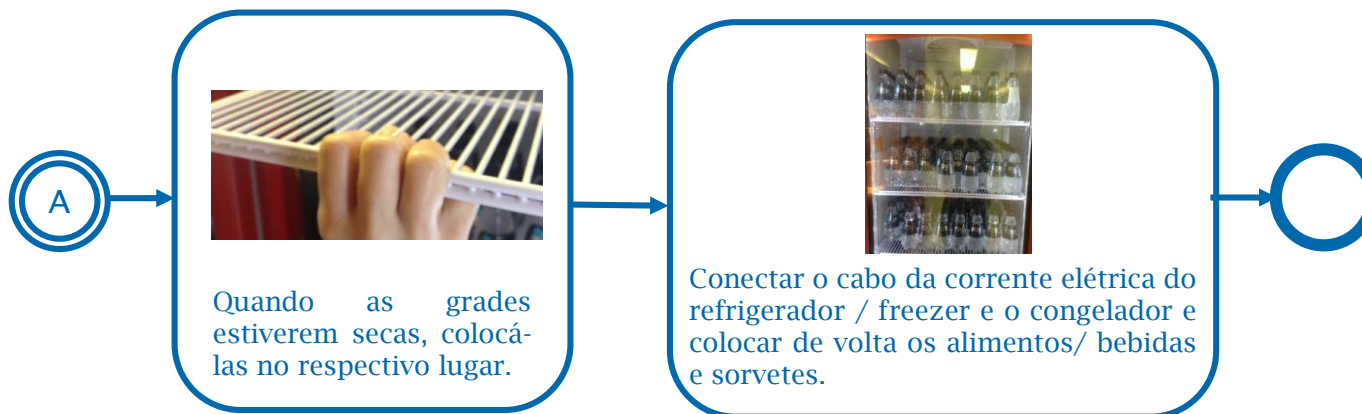 A
Quando as grades
estiverem secas, colocá-
las no respectivo lugar.
Conectar o cabo da corrente elétrica do
refrigerador / freezer e o congelador e
colocar de volta os alimentos/ bebidas
e sorvetes.